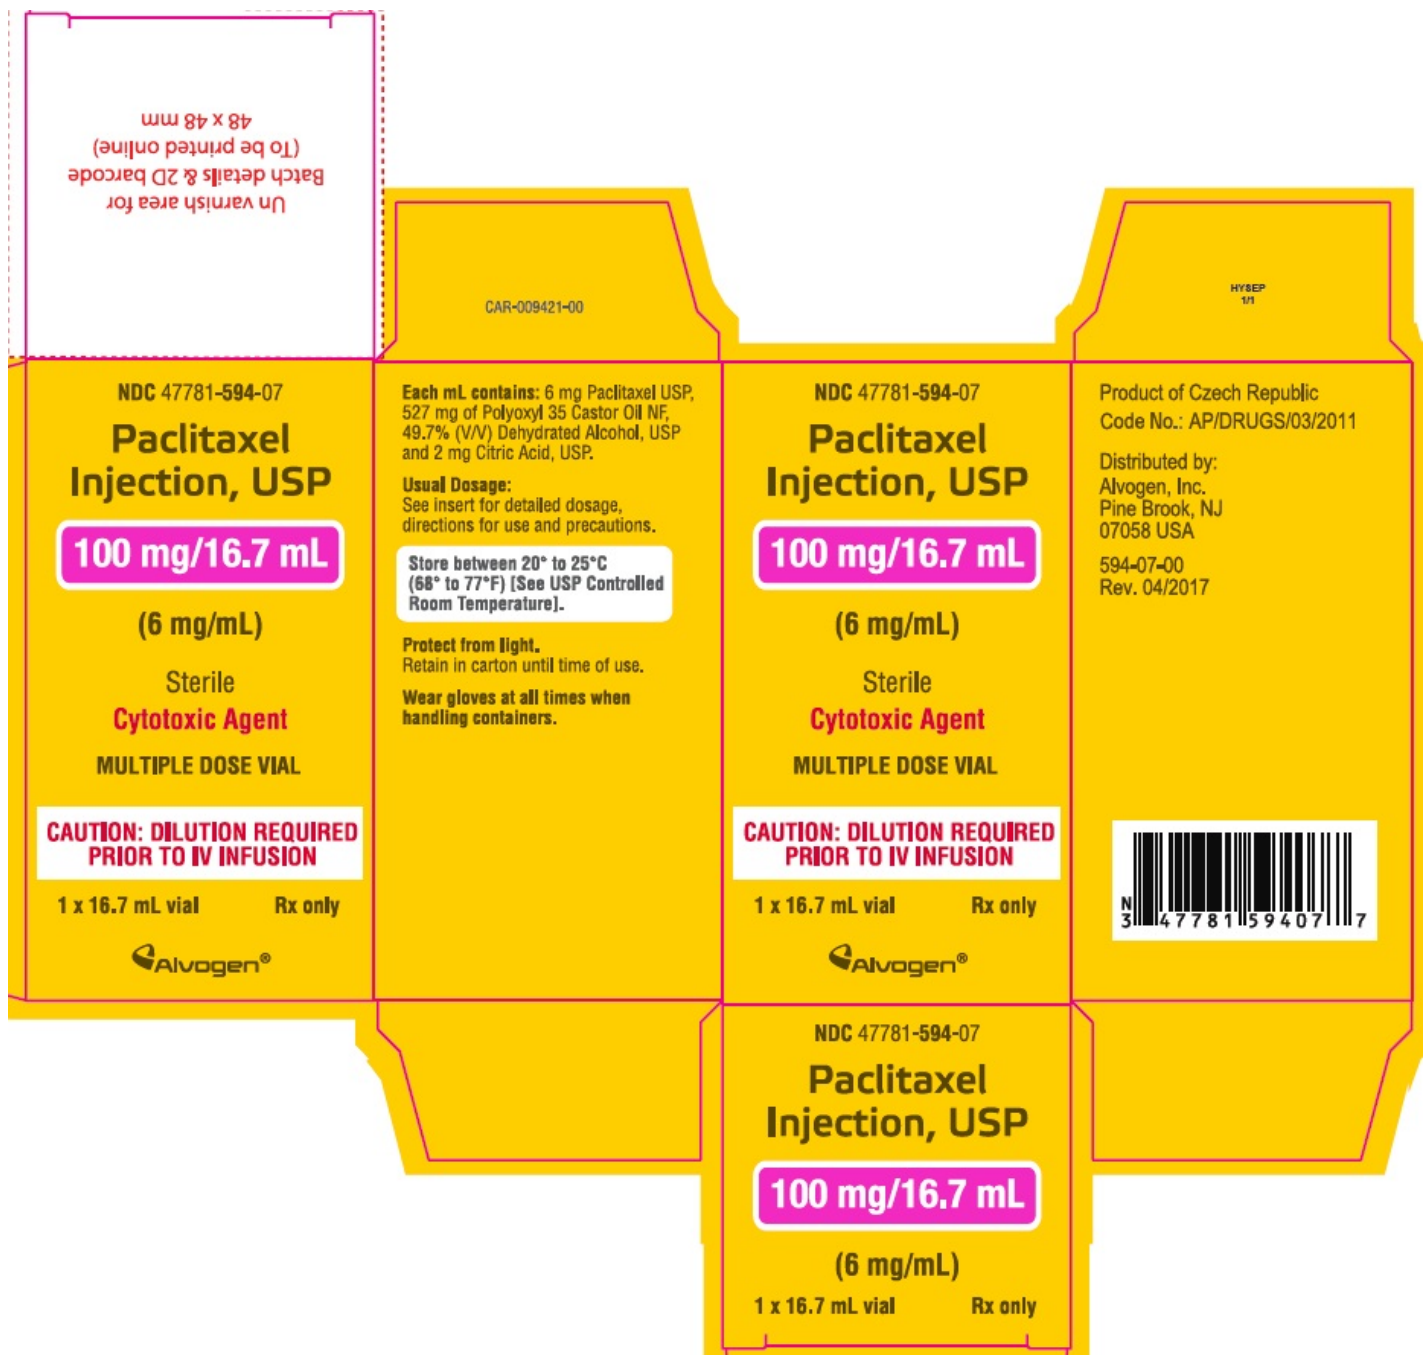 Un varnish area for
Batch details & 2D barcode
(To be printed online)
48 x 48 mm
CAR-009421-00
HYSEP
1/1
NDC 47781-594-07
Paclitaxel
Injection, USP
100 mg/16.7 mL
(6 mg/mL)
Sterile
Cytotoxic Agent
MULTIPLE DOSE VIAL
CAUTION: DILUTION REQUIRED
PRIOR TO IV INFUSION
1 x 16.7 mL vial Rx only
Alvogen®
Each mL contains: 6 mg Paclitaxel USP,
527 mg of Polyoxyl 35 Castor Oil NF,
49.7% (V/V) Dehydrated Alcohol, USP
and 2 mg Citric Acid, USP.
Usual Dosage:
See insert for detailed dosage,
directions for use and precautions.
Store between 20° to 25°C
(68° to 77°F) [See USP Controlled
Room Temperature].
Protect from light.
Retain in carton until time of use.
Wear gloves at all times when
handling containers.
NDC 47781-594-07
Paclitaxel
Injection, USP
100 mg/16.7 mL
(6 mg/mL)
Sterile
Cytotoxic Agent
MULTIPLE DOSE VIAL
CAUTION: DILUTION REQUIRED
PRIOR TO IV INFUSION
1 x 16.7 mL vial Rx only
Alvogen®
Product of Czech Republic
Code No.: AP/DRUGS/03/2011
Distributed by:
Alvogen, Inc.
Pine Brook, NJ
07058 USA
594-07-00
Rev. 04/2017
N
3 47781 59407 7
NDC 47781-594-07
Paclitaxel
Injection, USP
100 mg/16.7 mL
(6 mg/mL)
1 x 16.7 mL vial Rx only